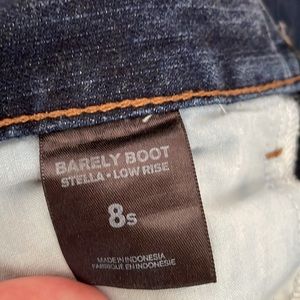 BARELY BOOT
STELLA • LOW RISE
8s
MADE IN INDONESIA
FABRIQUÉ EN INDONÉSIE